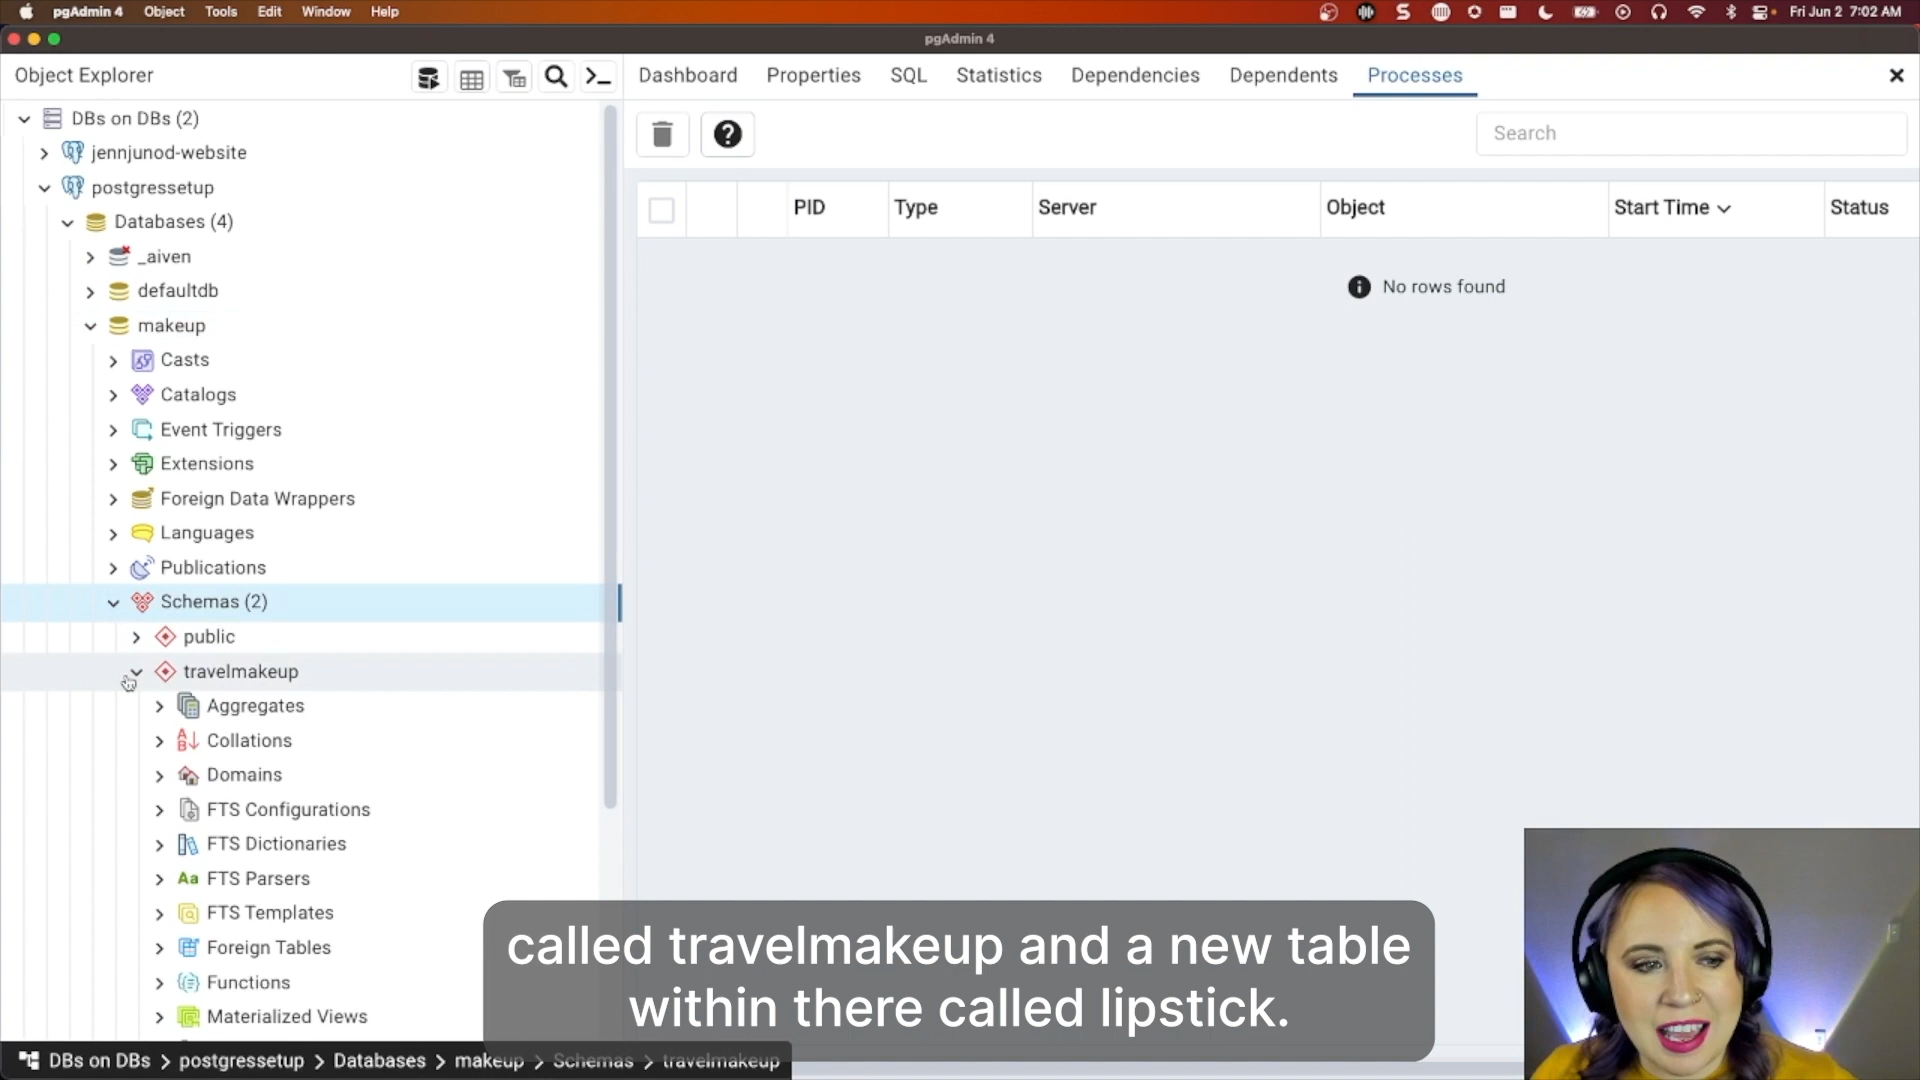 pgAdmin 4 Object Tools Edit Window Help Fri Jun 2 7:02 AM
pgAdmin 4
Object Explorer
Dashboard Properties SQL Statistics Dependencies Dependents Processes
Search
PID Type Server Object Start Time Status
No rows found
DBs on DBs (2)
jennjunod-website
postgressetup
Databases (4)
_aiven
defaultdb
makeup
Casts
Catalogs
Event Triggers
Extensions
Foreign Data Wrappers
Languages
Publications
Schemas (2)
public
travelmakeup
Aggregates
Collations
Domains
FTS Configurations
FTS Dictionaries
Aa FTS Parsers
FTS Templates
Foreign Tables
Functions
Materialized Views
called travelmakeup and a new table
within there called lipstick.
DBs on DBs > postgressetup > Databases > makeup > Schemas > travelmakeup